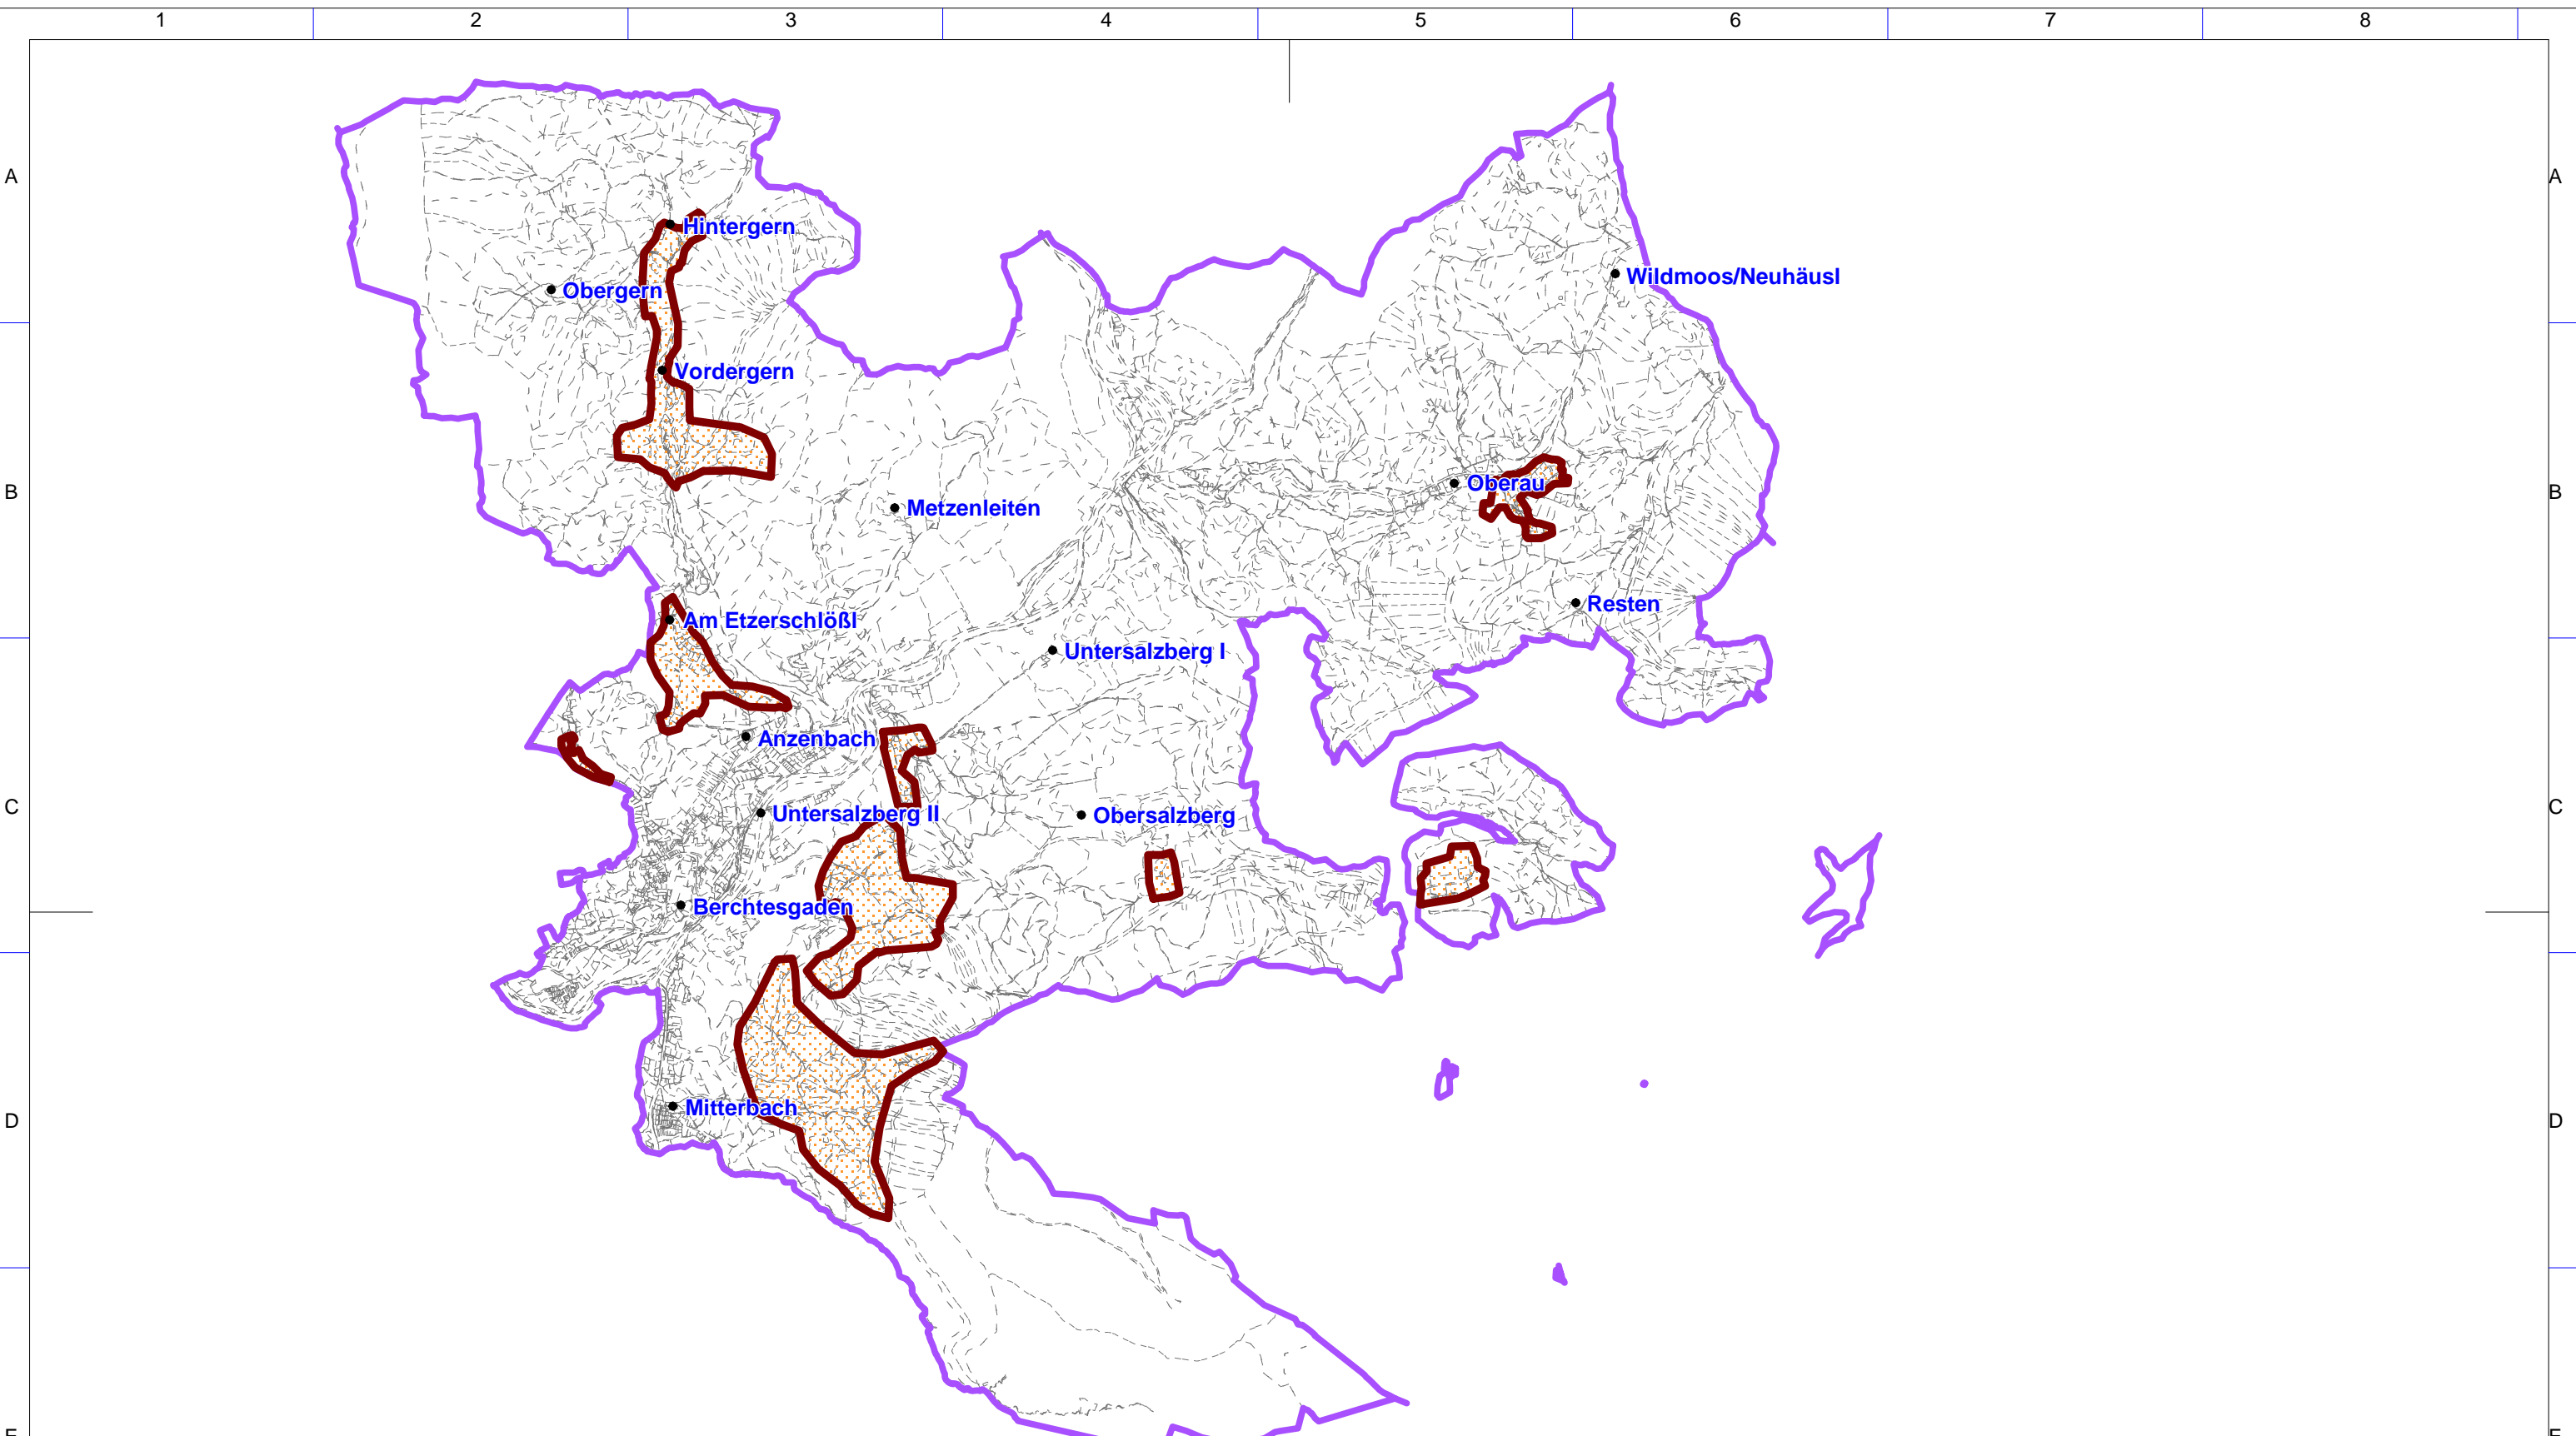 1 2 3 4 5 6 7 8
A A
Hintergern
Wildmoos/Neuhäusl
Obergern
Vordergern
Oberau
B B
Metzenleiten
Resten
Am Etzerschlößl
Untersalzberg I
Anzenbach
C C
Untersalzberg II
Obersalzberg
Berchtesgaden
Mitterbach
D D